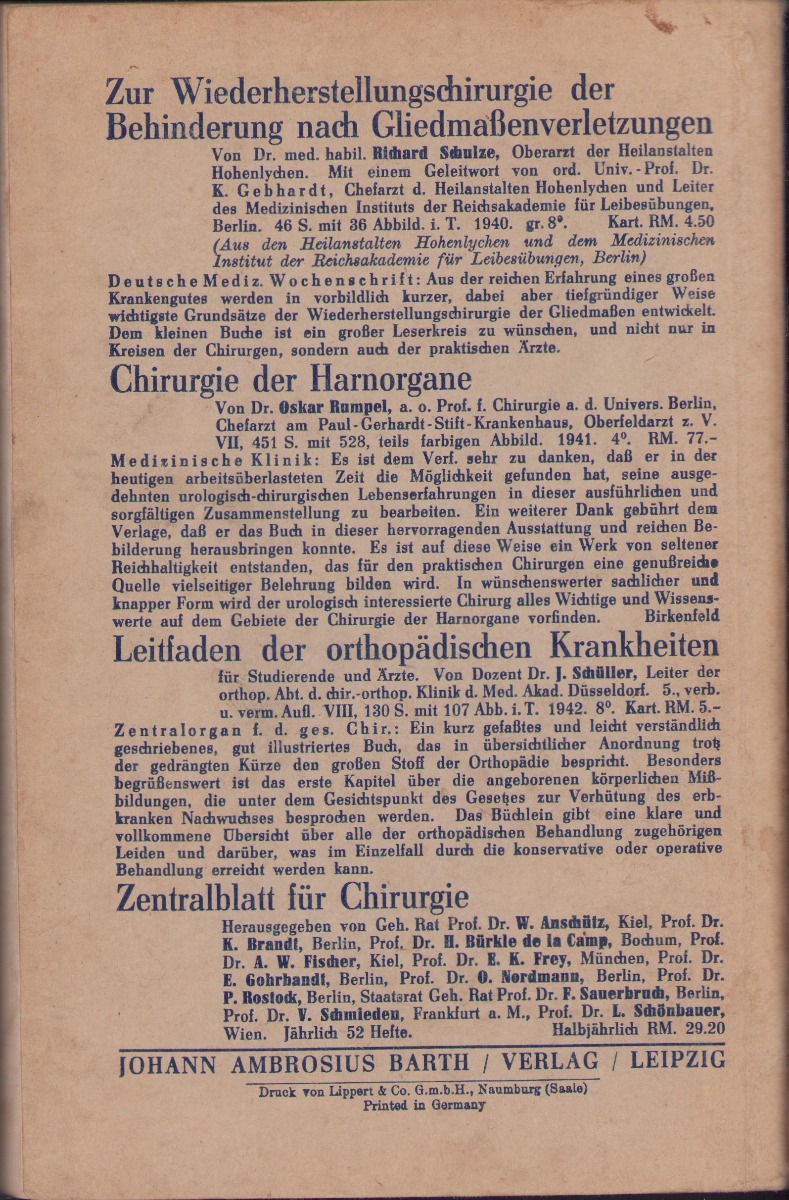 Zur Wiederherstellungschirurgie der
Behinderung nach Gliedmaßenverletzungen
Von Dr. med. habil. Richard Schulze, Oberarzt der Heilanstalten
Hohenlychen. Mit einem Geleitwort von ord. Univ.-Prof. Dr.
K. Gebhardt, Chefarzt d. Heilanstalten Hohenlychen und Leiter
des Medizinischen Instituts der Reichsakademie für Leibesübungen,
Berlin. 46 S. mit 36 Abbild. i. T. 1940. gr. 8°. Kart. RM. 4.50
(Aus den Heilanstalten Hohenlychen und dem Medizinischen
Institut der Reichsakademie für Leibesübungen, Berlin)
Deutsche Mediz. Wochenschrift: Aus der reichen Erfahrung eines großen
Krankengutes werden in vorbildlich kurzer, dabei aber tiefgründiger Weise
wichtigste Grundsätze der Wiederherstellungschirurgie der Gliedmaßen entwickelt.
Dem kleinen Buche ist ein großer Leserkreis zu wünschen, und nicht nur in
Kreisen der Chirurgen, sondern auch der praktischen Ärzte.
Chirurgie der Harnorgane
Von Dr. Oskar Rumpel, a. o. Prof. f. Chirurgie a. d. Univers. Berlin,
Chefarzt am Paul-Gerhardt-Stift-Krankenhaus, Oberfeldarzt z. V.
VII, 451 S. mit 528, teils farbigen Abbild. 1941. 4°. RM. 77.-
Medizinische Klinik: Es ist dem Verf. sehr zu danken, daß er in der
heutigen arbeitsüberlasteten Zeit die Möglichkeit gefunden hat, seine ausge-
dehnten urologisch-chirurgischen Lebenserfahrungen in dieser ausführlichen und
sorgfältigen Zusammenstellung zu bearbeiten. Ein weiterer Dank gebührt dem
Verlage, daß er das Buch in dieser hervorragenden Ausstattung und reichen Be-
bilderung herausbringen konnte. Es ist auf diese Weise ein Werk von seltener
Reichhaltigkeit entstanden, das für den praktischen Chirurgen eine genußreiche
Quelle vielseitiger Belehrung bilden wird. In wünschenswerter sachlicher und
knapper Form wird der urologisch interessierte Chirurg alles Wichtige und Wissens-
werte auf dem Gebiete der Chirurgie der Harnorgane vorfinden. Birkenfeld
Leitfaden der orthopädischen Krankheiten
für Studierende und Ärzte. Von Dozent Dr. J. Schüller, Leiter der
orthop. Abt. d. chir.-orthop. Klinik d. Med. Akad. Düsseldorf. 5., verb.
u. verm. Aufl. VIII, 130 S. mit 107 Abb. i. T. 1942. 8°. Kart. RM. 5.-
Zentralorgan f. d. ges. Chir.: Ein kurz gefaßtes und leicht verständlich
geschriebenes, gut illustriertes Buch, das in übersichtlicher Anordnung trotz
der gedrängten Kürze den großen Stoff der Orthopädie bespricht. Besonders
begrüßenswert ist das erste Kapitel über die angeborenen körperlichen Miß-
bildungen, die unter dem Gesichtspunkt des Gesetzes zur Verhütung des erb-
kranken Nachwuchses besprochen werden. Das Büchlein gibt eine klare und
vollkommene Übersicht über alle der orthopädischen Behandlung zugehörigen
Leiden und darüber, was im Einzelfall durch die konservative oder operative
Behandlung erreicht werden kann.
Zentralblatt für Chirurgie
Herausgegeben von Geh. Rat Prof. Dr. W. Anschütz, Kiel, Prof. Dr.
K. Brandt, Berlin, Prof. Dr. H. Bürkle de la Camp, Bochum, Prof.
Dr. A. W. Fischer, Kiel, Prof. Dr. E. K. Frey, München, Prof. Dr.
E. Gohrbandt, Berlin, Prof. Dr. O. Nordmann, Berlin, Prof. Dr.
P. Rostock, Berlin, Staatsrat Geh. Rat Prof. Dr. F. Sauerbruch, Berlin,
Prof. Dr. V. Schmieden, Frankfurt a. M., Prof. Dr. L. Schönbauer,
Wien. Jährlich 52 Hefte. Halbjährlich RM. 29.20
JOHANN AMBROSIUS BARTH / VERLAG / LEIPZIG
Druck von Lippert & Co. G.m.b.H., Naumburg (Saale)
Printed in Germany